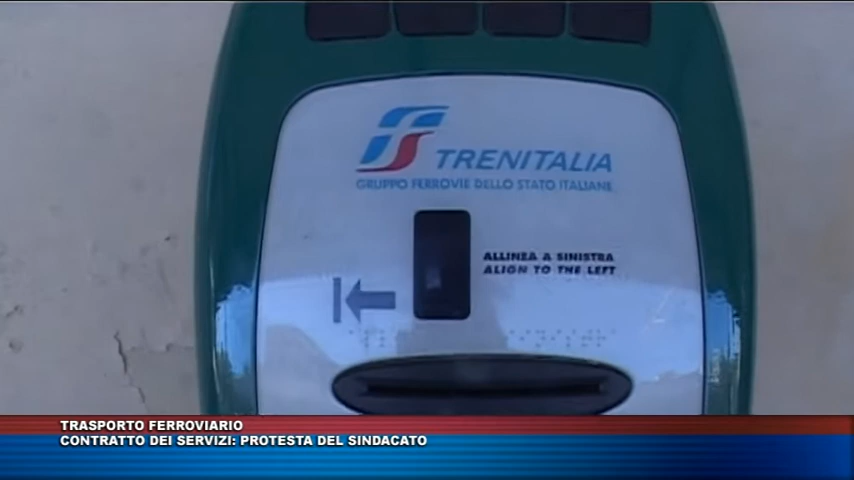 TRENITALIA
GRUPPO FERROVIE DELLO STATO ITALIANE
ALLINEA A SINISTRA
ALIGN TO THE LEFT
TRASPORTO FERROVIARIO
CONTRATTO DEI SERVIZI: PROTESTA DEL SINDACATO